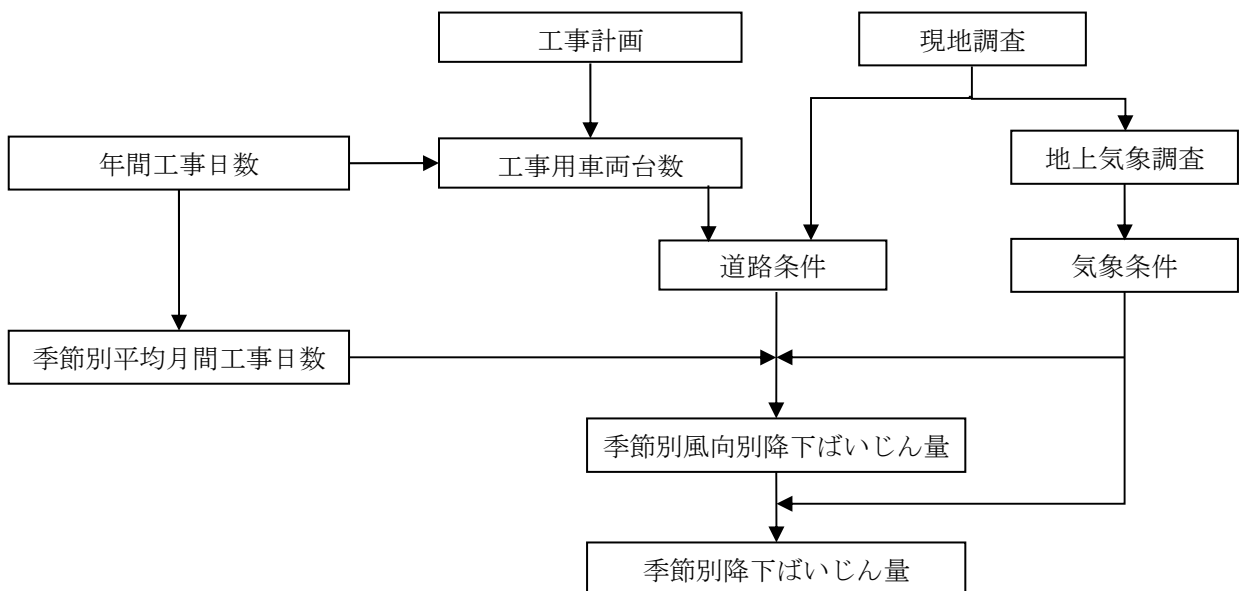 工事計画
現地調査
年間工事日数
工事用車両台数
地上気象調査
道路条件
気象条件
季節別平均月間工事日数
季節別風向別降下ばいじん量
季節別降下ばいじん量